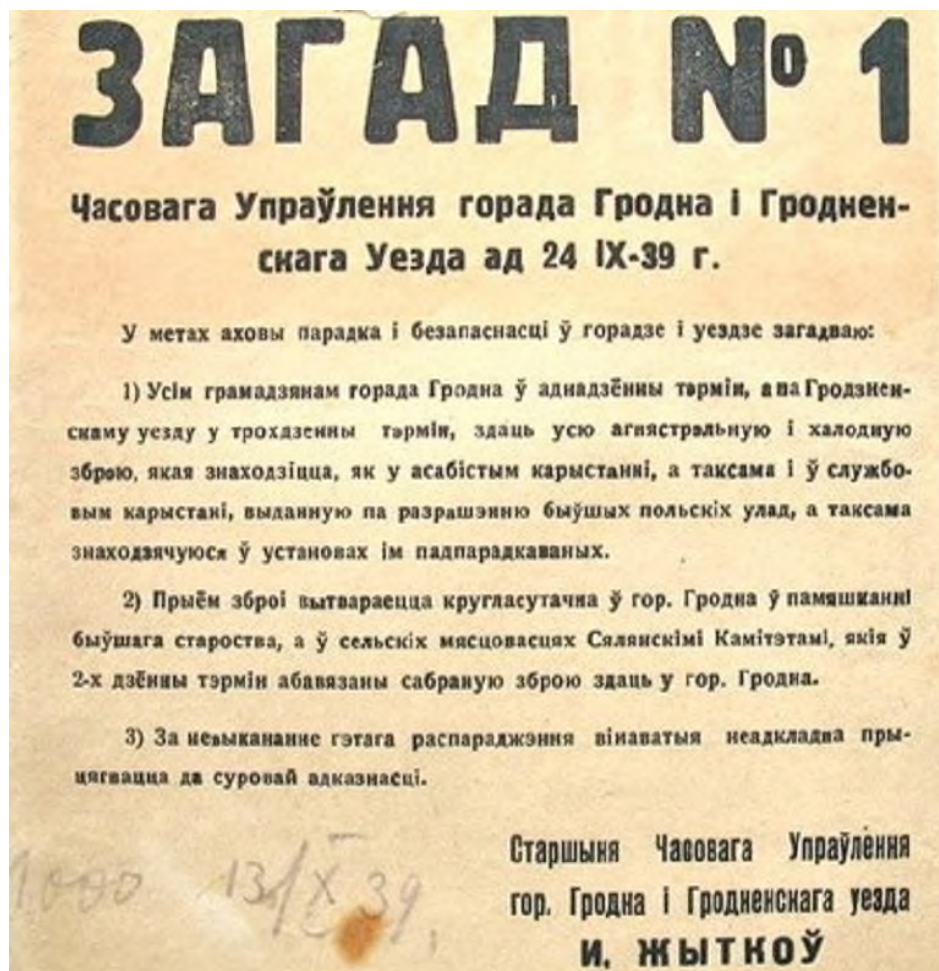 ЗАГАД № 1
Часовага Упраўлення горада Гродна і Гроднен-
скага Уезда ад 24 IX-39 г.
У метах аховы парадка і безапаснасці ў горадзе і уездзе загадваю:
1) Усім грамадзянам горада Гродна ў аднадзённы тэрмін, а па Гродзнен-
скаму уезду у трохдзенны тэрмін, здаць усю агнястрэльную і халодную
зброю, якая знаходзіцца, як у асабістым карыстанні, а таксама і ў службо-
вым карыстані, выданную па разрашэнню быўшых польскіх улад, а таксама
знаходзячуюся ў установах ім падпарадкаваных.
2) Прыём зброі вытвараецца кругласутачна ў гор. Гродна ў памяшканні
быўшага староства, а ў сельскіх мясцовасцях Сялянскімі Камітэтамі, якія ў
2-х дзённы тэрмін абавязаны сабраную зброю здаць у гор. Гродна.
3) За невыкананне гэтага распараджэння вінаватыя неадкладна пры-
цягвацца да суровай адказнасці.
Старшыня Часовага Упраўлення
гор. Гродна і Гродненскага уезда
И. ЖЫТКОЎ
1000 13/X 39